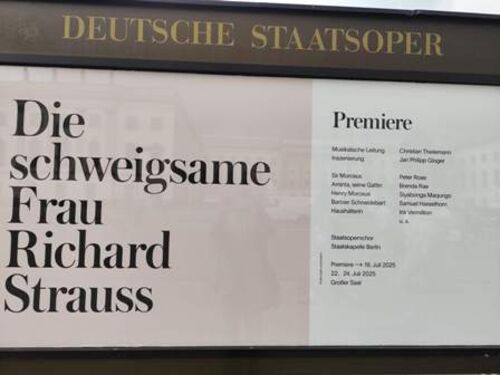 DEUTSCHE STAATSOPER
Die
schweigsame
Frau
Richard
Strauss
Premiere
Musikalische Leitung Christian Thielemann
Inszenierung Jan Philipp Gloger
Sir Morosus Peter Rose
Aminta, seine Gattin Brenda Rae
Henry Morosus Siyabonga Maqungo
Barbier Schneidebart Samuel Hasselhorn
Haushälterin Iris Vermillion
u. a.
Staatsopernchor
Staatskapelle Berlin
Premiere → 19. Juli 2025
22. 24. Juli 2025
Großer Saal